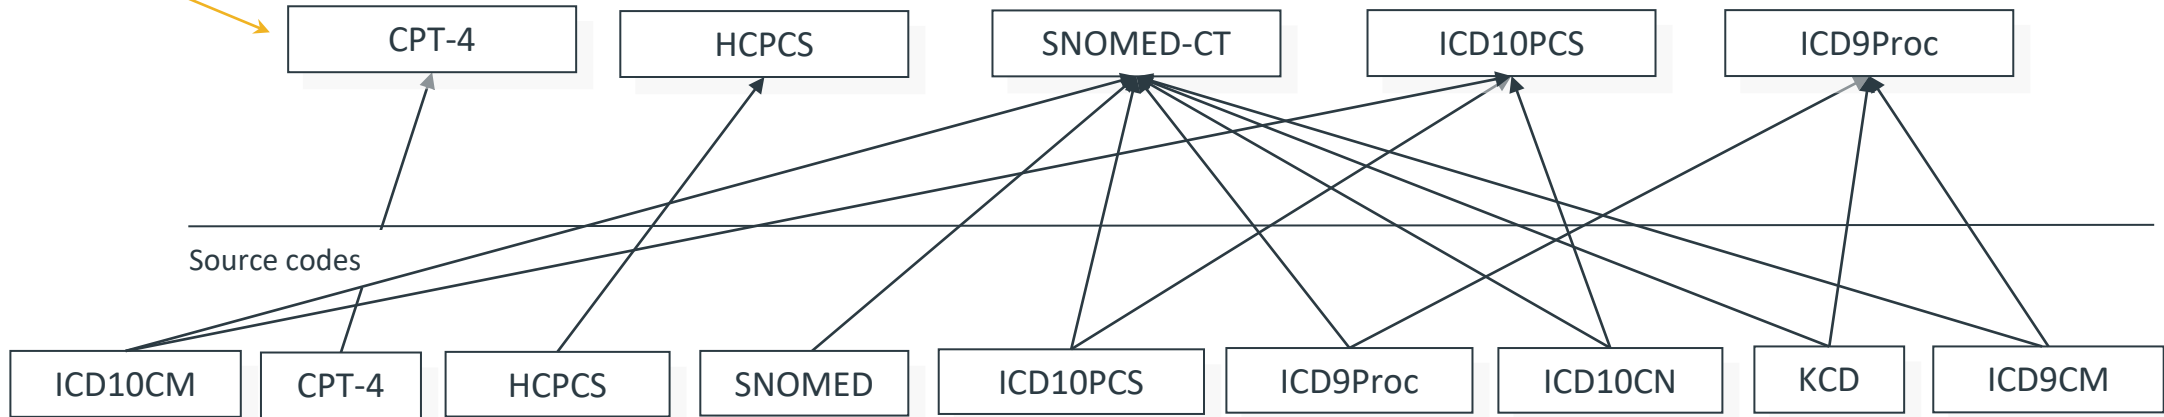 CPT-4
HCPCS
SNOMED-CT
ICD10PCS
ICD9Proc
Source codes
ICD10CM
CPT-4
HCPCS
SNOMED
ICD10PCS
ICD9Proc
ICD10CN
KCD
ICD9CM